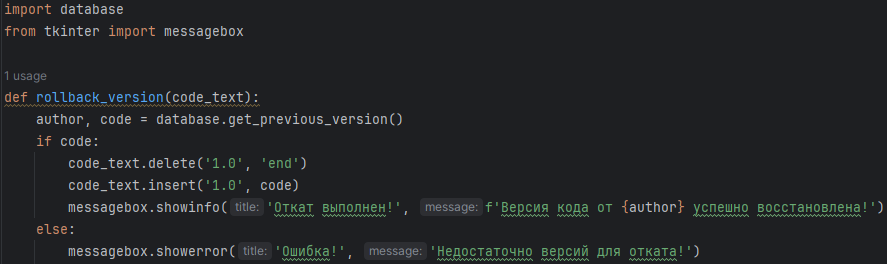 import database
from tkinter import messagebox
1 usage
def rollback_version(code_text):
    author, code = database.get_previous_version()
    if code:
        code_text.delete('1.0', 'end')
        code_text.insert('1.0', code)
        messagebox.showinfo( title: 'Откат выполнен!',  message: f'Версия кода от {author} успешно восстановлена!')
    else:
        messagebox.showerror( title: 'Ошибка!',  message: 'Недостаточно версий для отката!')